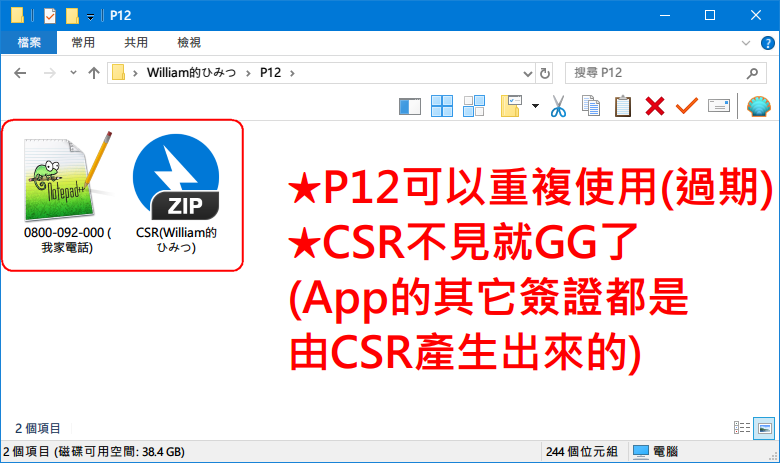 P12
檔案 常用 共用 檢視
William的ひみつ P12 搜尋 P12
Notepad++
ZIP
0800-092-000 (
我家電話)
CSR(William的
ひみつ)
★P12可以重複使用(過期)
★CSR不見就GG了
(App的其它簽證都是
由CSR產生出來的)
2 個項目
2 個項目 (磁碟可用空間: 38.4 GB) 244 個位元組 電腦